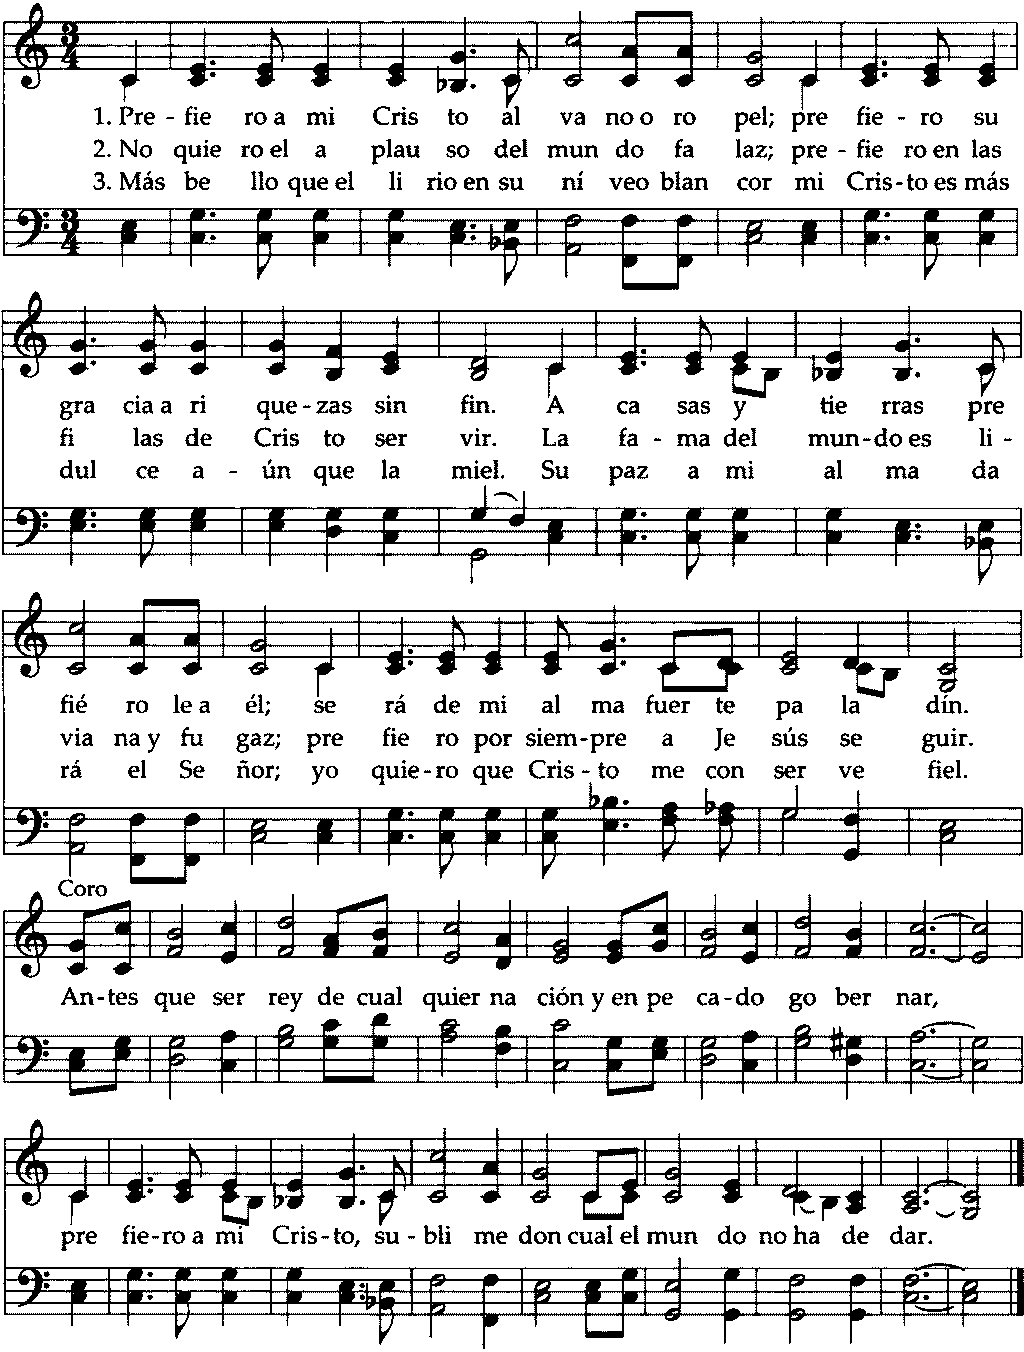 1. Pre - fie ro a mi Cris to al va no o ro pel; pre fie - ro su
2. No quie ro el a plau so del mun do fa laz; pre - fie ro en las
3. Más be llo que el li rio en su ní veo blan cor mi Cris - to es más
gra cia a ri que - zas sin fin. A ca sas y tie rras pre
fi las de Cris to ser vir. La fa - ma del mun - do es li -
dul ce a - ún que la miel. Su paz a mi al ma da
fié ro le a él; se rá de mi al ma fuer te pa la dín.
via na y fu gaz; pre fie ro por siem - pre a Je sús se guir.
rá el Se ñor; yo quie - ro que Cris - to me con ser ve fiel.
Coro
An - tes que ser rey de cual quier na ción y en pe ca - do go ber nar,
pre fie - ro a mi Cris - to, su - bli me don cual el mun do no ha de dar.